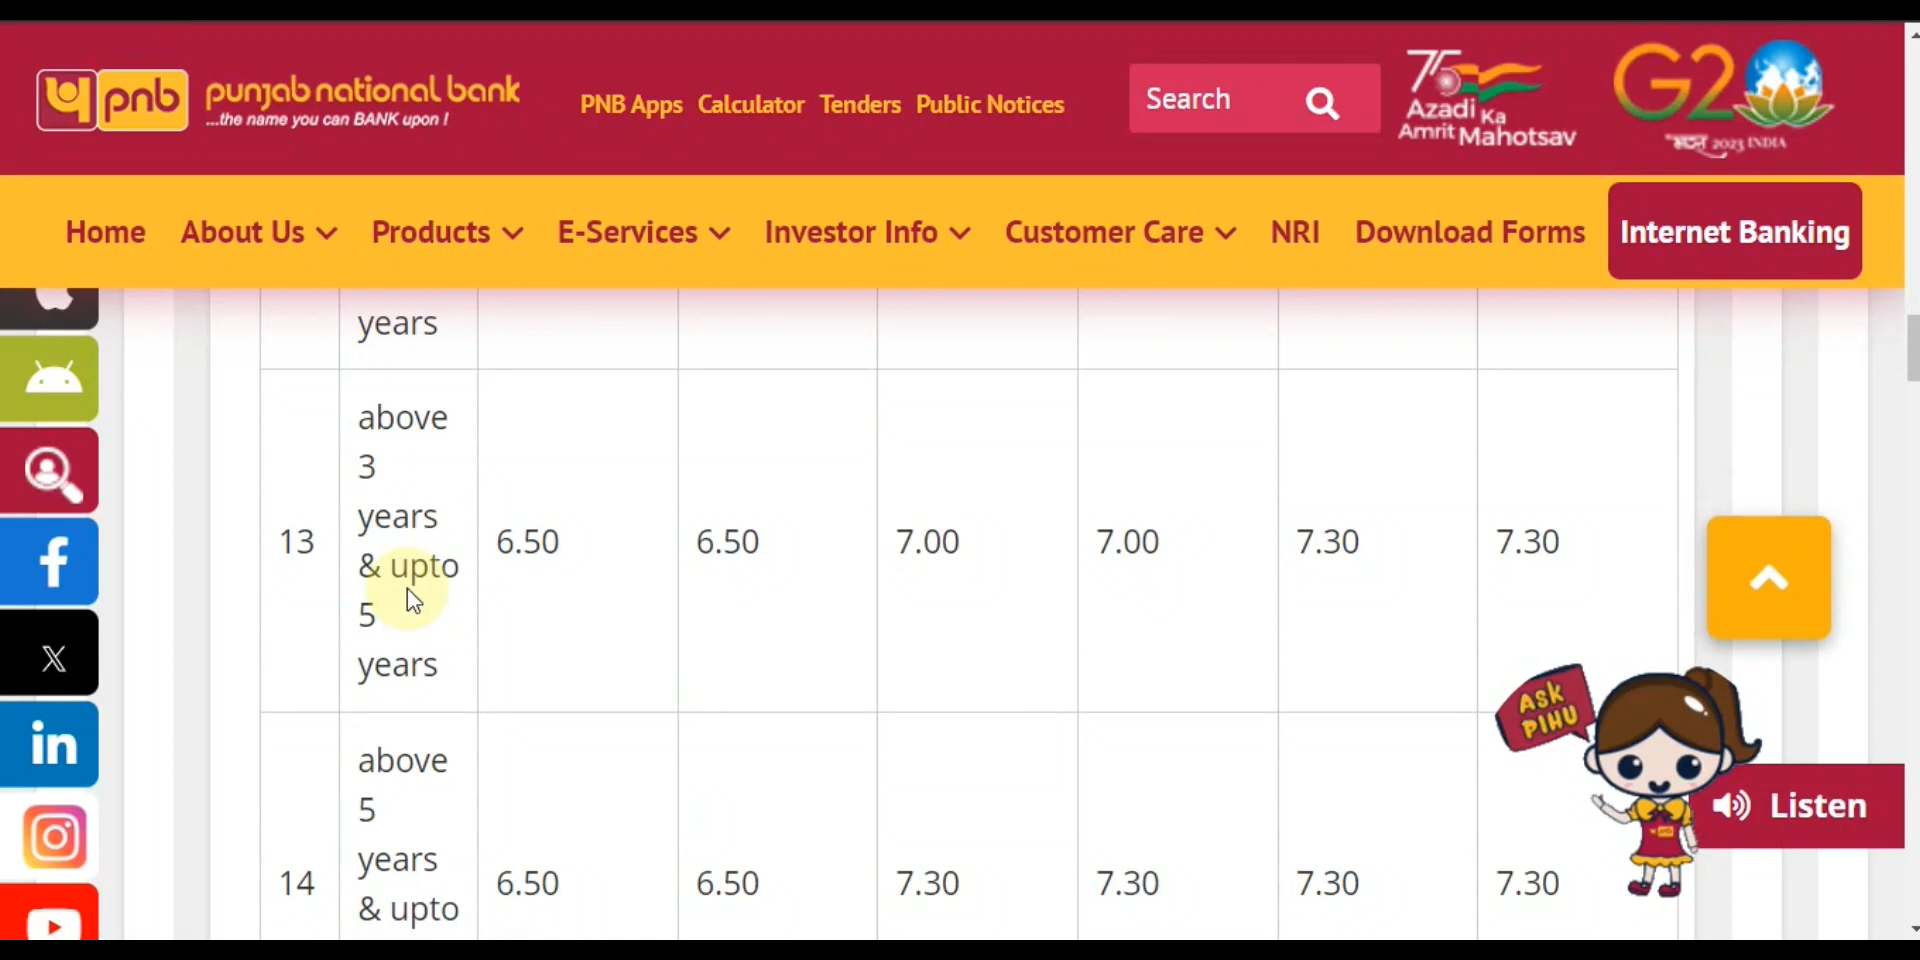 पी pnb
punjab national bank
...the name you can BANK upon !
PNB Apps Calculator Tenders Public Notices
Search
75
Azadi Ka
Amrit Mahotsav
G20
2023 INDIA
Home About Us Products E-Services Investor Info Customer Care NRI Download Forms Internet Banking
years
above
3
years
13 & upto 6.50 6.50 7.00 7.00 7.30 7.30
5
years
above
5
years
14 6.50 6.50 7.30 7.30 7.30 7.30
& upto
f
X
in
ASK
PIHU
pnb
Listen